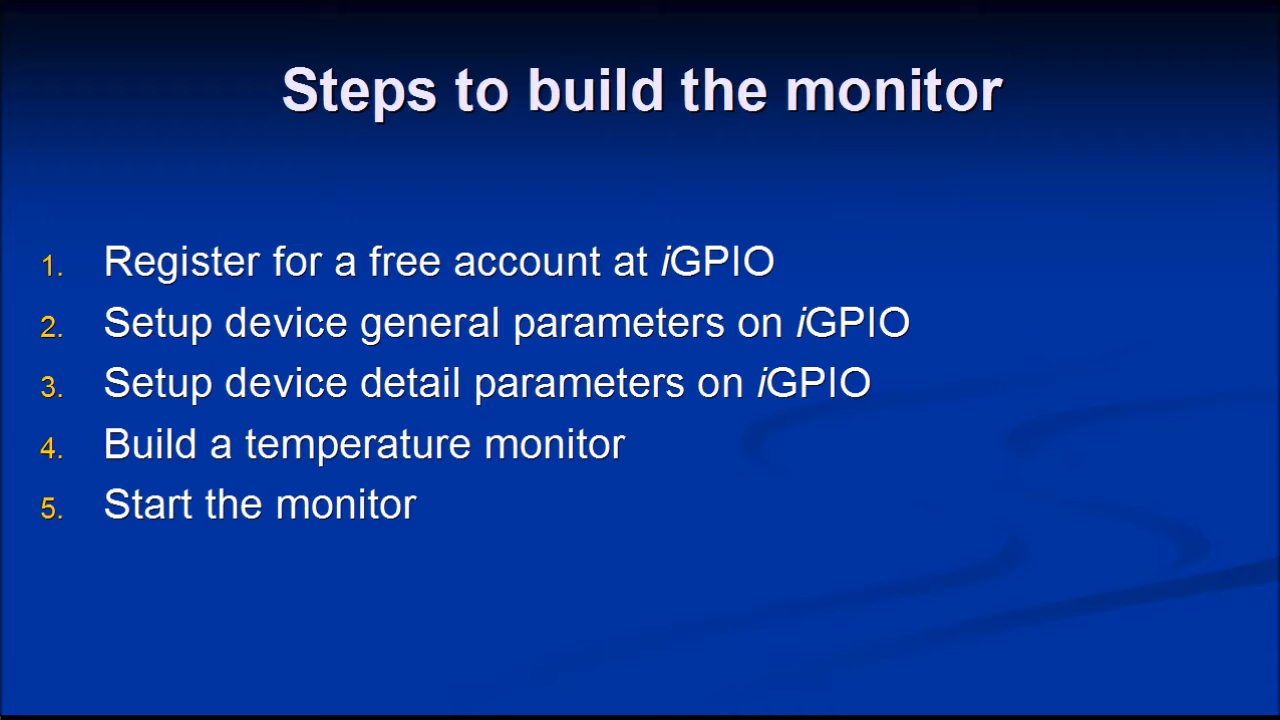 Steps to build the monitor
1. Register for a free account at iGPIO
2. Setup device general parameters on iGPIO
3. Setup device detail parameters on iGPIO
4. Build a temperature monitor
5. Start the monitor